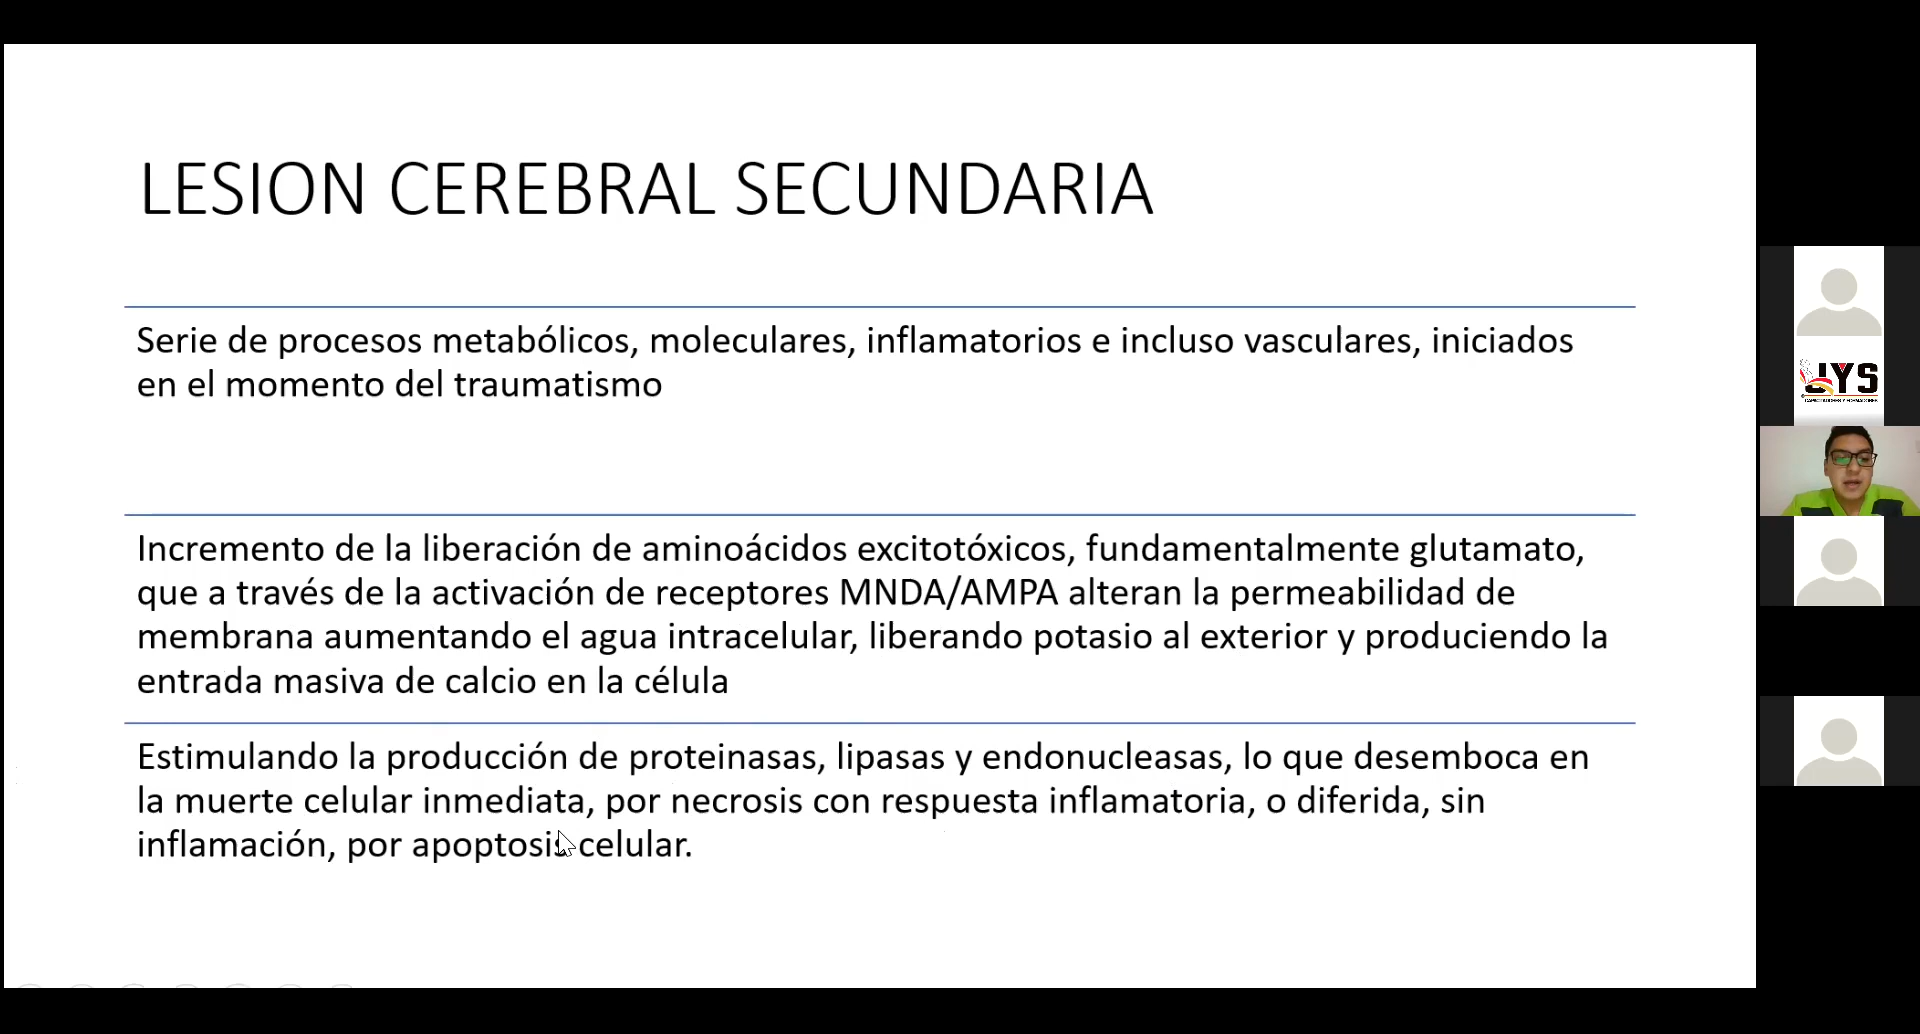 LESION CEREBRAL SECUNDARIA
Serie de procesos metabólicos, moleculares, inflamatorios e incluso vasculares, iniciados
en el momento del traumatismo
Incremento de la liberación de aminoácidos excitotóxicos, fundamentalmente glutamato,
que a través de la activación de receptores MNDA/AMPA alteran la permeabilidad de
membrana aumentando el agua intracelular, liberando potasio al exterior y produciendo la
entrada masiva de calcio en la célula
Estimulando la producción de proteinasas, lipasas y endonucleasas, lo que desemboca en
la muerte celular inmediata, por necrosis con respuesta inflamatoria, o diferida, sin
inflamación, por apoptosis celular.
JYS
CAPACITADORES Y FORMADORES